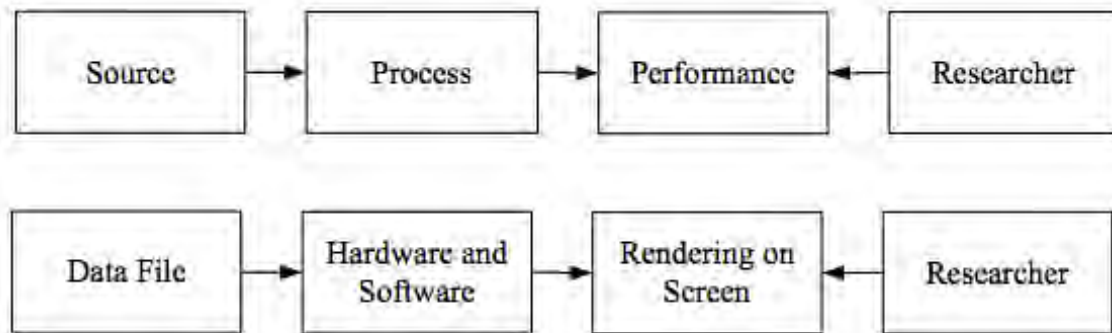 Source
Process
Performance
Researcher
Data File
Hardware and
Software
Rendering on
Screen
Researcher